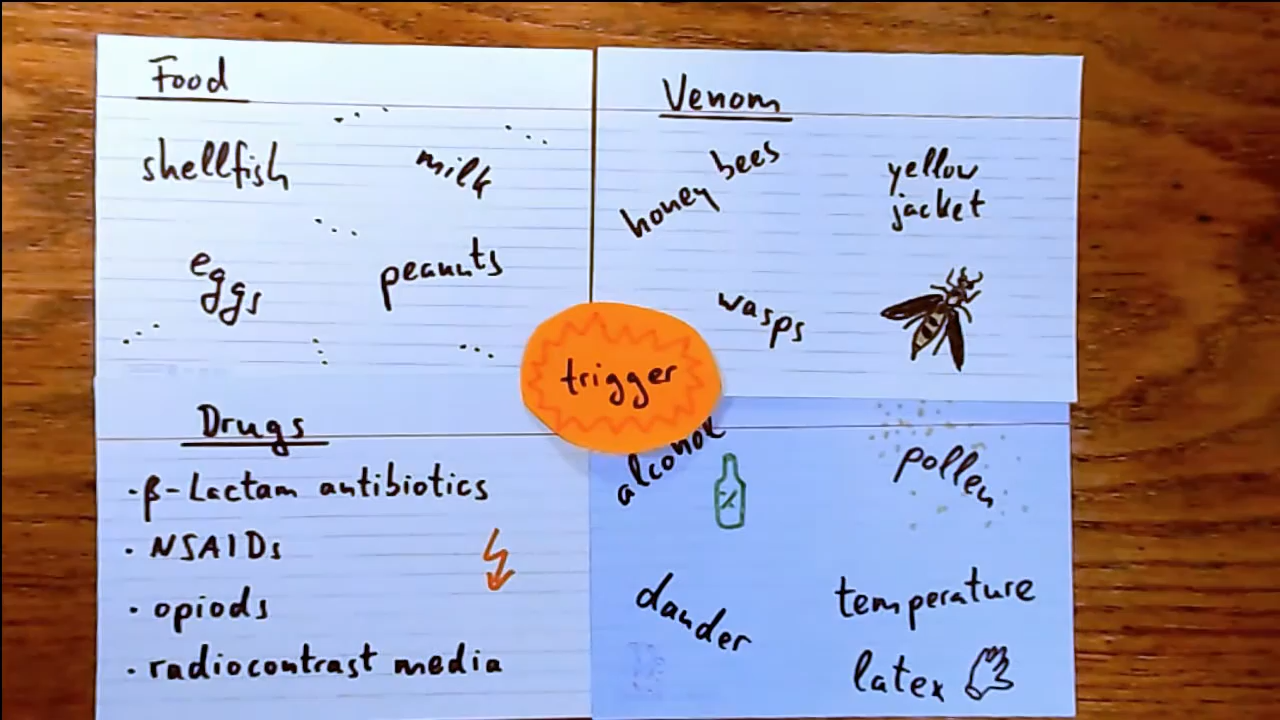 Food
shellfish
milk
eggs
peanuts
Venom
honey bees
yellow
jacket
wasps
trigger
Drugs
·β-Lactam antibiotics
· NSAIDs
· opiods
· radiocontrast media
alcohol
pollen
dander
temperature
latex